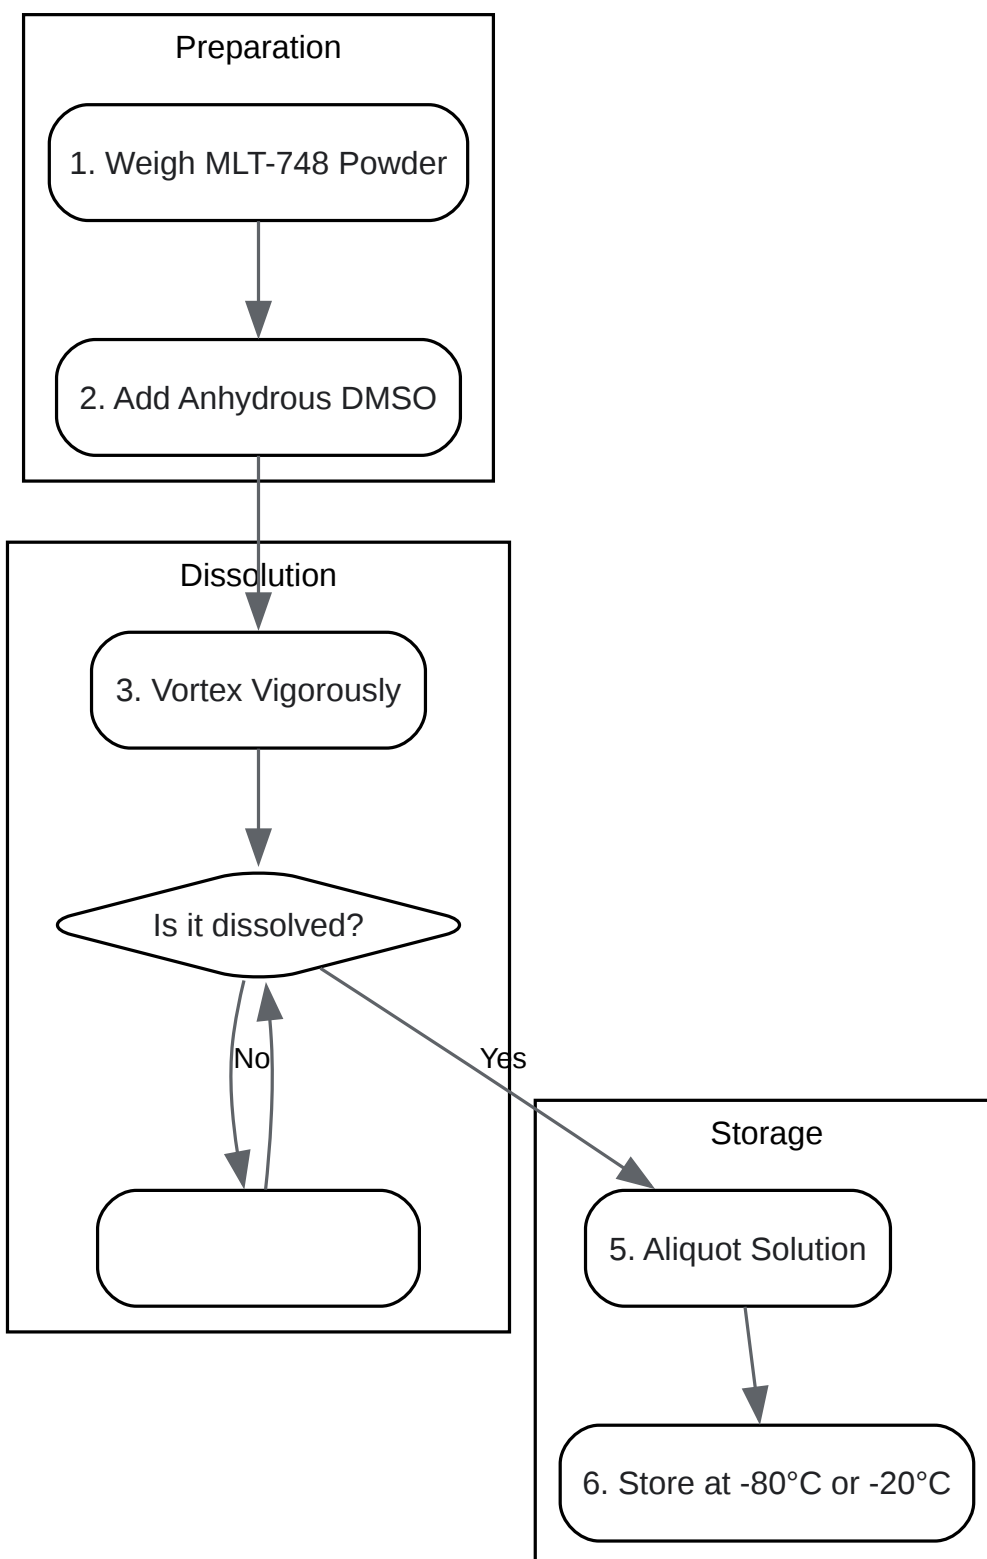 Preparation
1. Weigh MLT-748 Powder
2. Add Anhydrous DMSO
Dissolution
3. Vortex Vigorously
Is it dissolved?
No
Yes
Storage
5. Aliquot Solution
6. Store at -80°C or -20°C